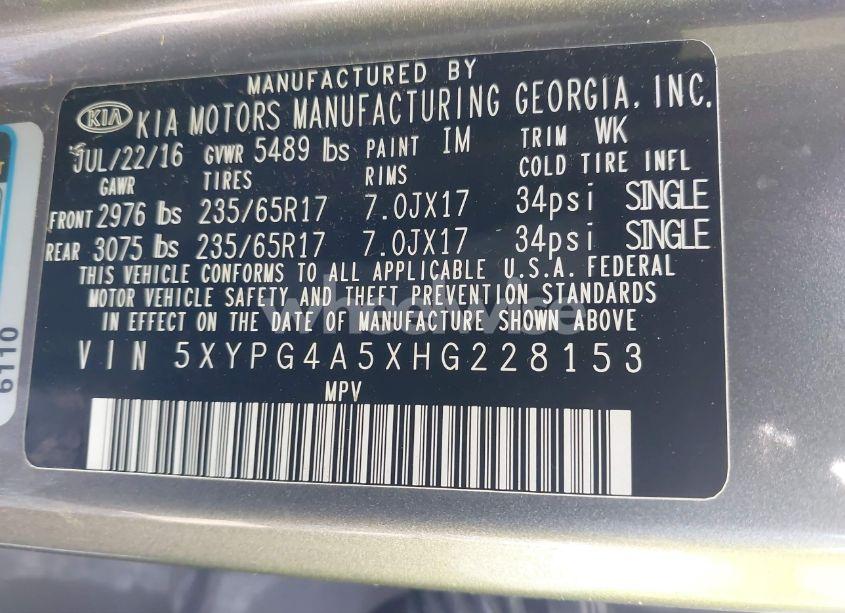 MANUFACTURED BY
KIA KIA MOTORS MANUFACTURING GEORGIA, INC.
JUL/22/16 GVWR 5489 lbs PAINT IM TRIM WK
GAWR TIRES RIMS COLD TIRE INFL
FRONT 2976 lbs 235/65R17 7.0JX17 34psi SINGLE
REAR 3075 lbs 235/65R17 7.0JX17 34psi SINGLE
THIS VEHICLE CONFORMS TO ALL APPLICABLE U.S.A. FEDERAL
MOTOR VEHICLE SAFETY AND THEFT PREVENTION STANDARDS
IN EFFECT ON THE DATE OF MANUFACTURE SHOWN ABOVE
VIN 5XYPG4A5XHG228153
MPV
6110